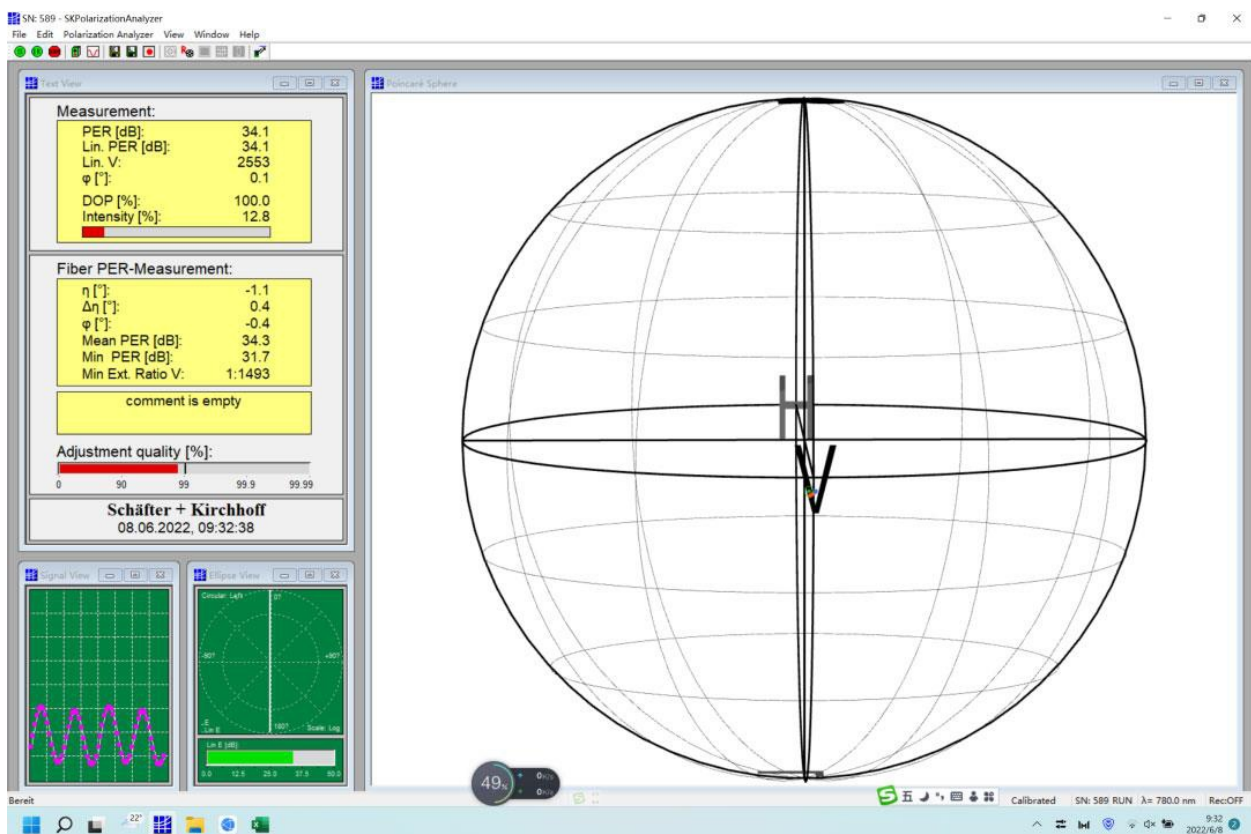 SN: 589 - SKPolarizationAnalyzer
File Edit Polarization Analyzer View Window Help
Text View
Measurement:
PER [dB]: 34.1
Lin. PER [dB]: 34.1
Lin. V: 2553
φ [°]: 0.1
DOP [%]: 100.0
Intensity [%]: 12.8
Fiber PER-Measurement:
η [°]: -1.1
Δη [°]: 0.4
φ [°]: -0.4
Mean PER [dB]: 34.3
Min PER [dB]: 31.7
Min Ext. Ratio V: 1:1493
comment is empty
Adjustment quality [%]:
0 90 99 99.9 99.99
Schäfter + Kirchhoff
08.06.2022, 09:32:38
Poincaré Sphere
H
V
Signal View
Ellipse View
Circular: Left
0?
-90?
+90?
180?
Lin E
Scale: Log
Lin E [dB]
0.0 12.5 25.0 37.5 50.0
49%
0K/s
0K/s
五
Bereit
Calibrated SN: 589 RUN λ= 780.0 nm Rec:OFF
22°
9:32
2022/6/8
2